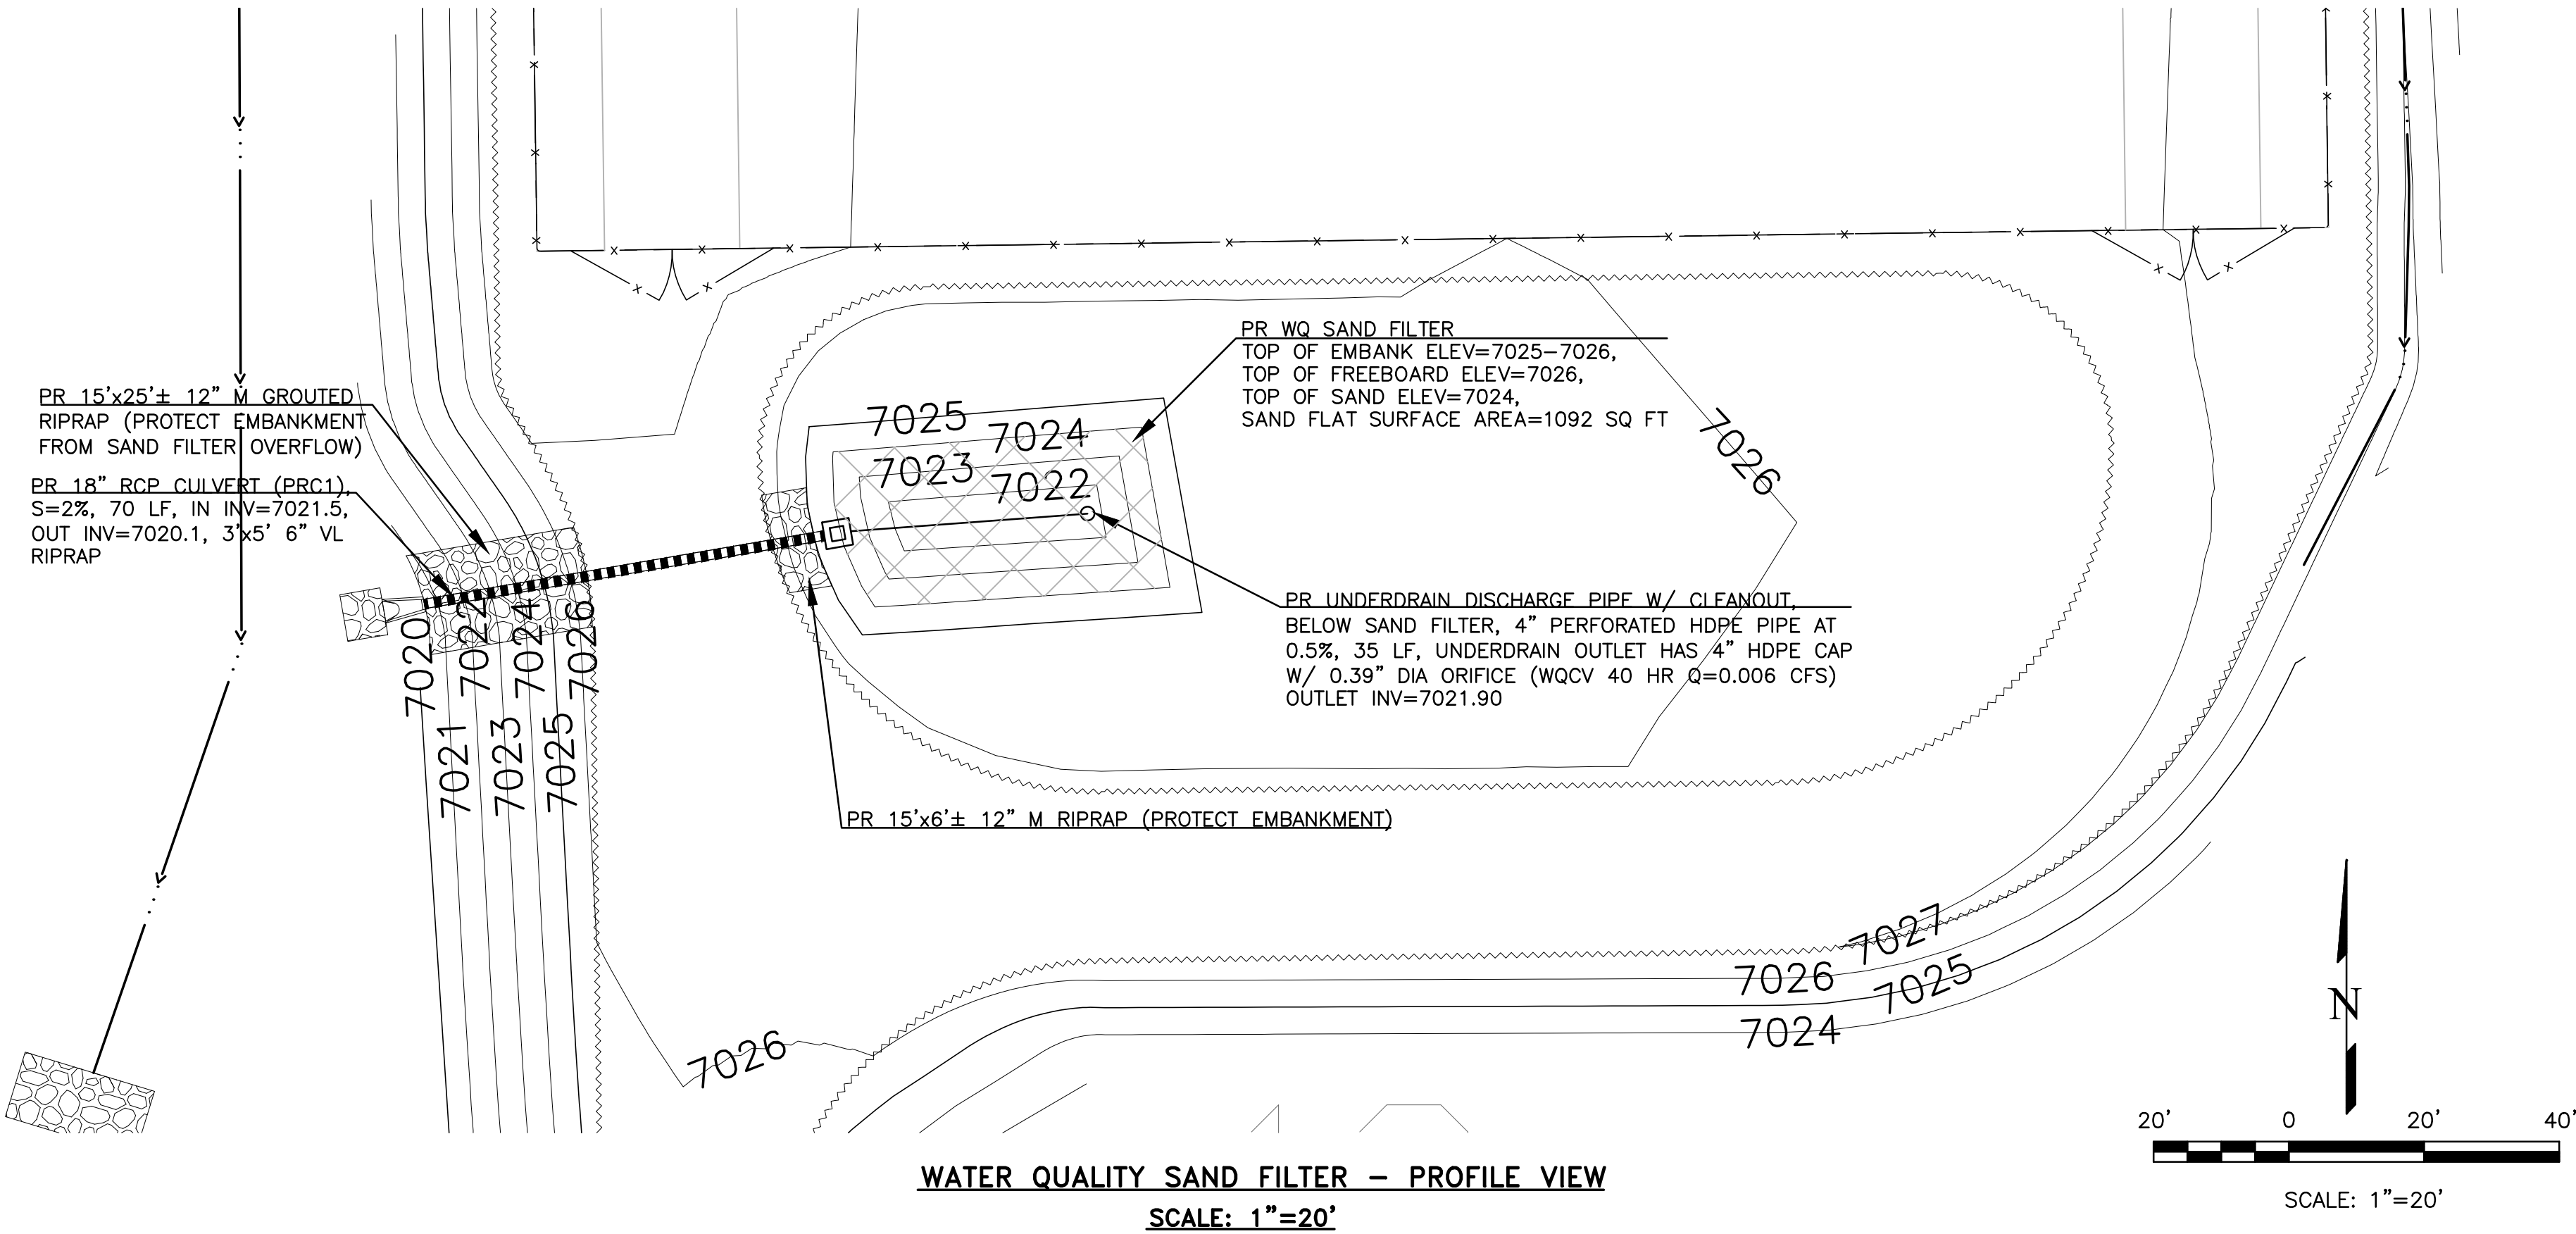 PR 15'x25'± 12" M GROUTED
RIPRAP (PROTECT EMBANKMENT
FROM SAND FILTER OVERFLOW)
PR 18" RCP CULVERT (PRC1),
S=2%, 70 LF, IN INV=7021.5,
OUT INV=7020.1, 3'x5' 6" VL
RIPRAP
PR WQ SAND FILTER
TOP OF EMBANK ELEV=7025-7026,
TOP OF FREEBOARD ELEV=7026,
TOP OF SAND ELEV=7024,
SAND FLAT SURFACE AREA=1092 SQ FT
7025
7024
7023
7022
7026
PR UNDERDRAIN DISCHARGE PIPE W/ CLEANOUT,
BELOW SAND FILTER, 4" PERFORATED HDPE PIPE AT
0.5%, 35 LF, UNDERDRAIN OUTLET HAS 4" HDPE CAP
W/ 0.39" DIA ORIFICE (WQCV 40 HR Q=0.006 CFS)
OUTLET INV=7021.90
7020
7021
7022
7023
7024
7025
7026
PR 15'x6'± 12" M RIPRAP (PROTECT EMBANKMENT)
7027
7026
7025
7024
7026
N
20' 0 20' 40'
SCALE: 1"=20'
WATER QUALITY SAND FILTER – PROFILE VIEW
SCALE: 1"=20'